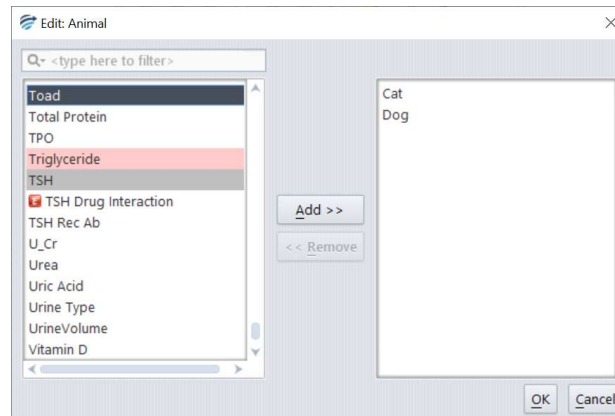 Edit: Animal
<type here to filter>
Toad
Total Protein
TPO
Triglyceride
TSH
TSH Drug Interaction
TSH Rec Ab
U_Cr
Urea
Uric Acid
Urine Type
UrineVolume
Vitamin D
Add >>
<< Remove
Cat
Dog
OK
Cancel